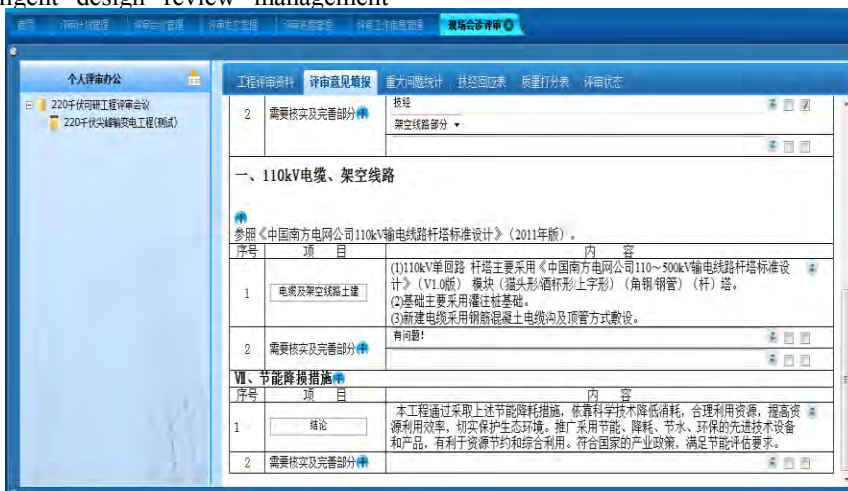 igent design review management
首页 评审计划管理 评审会议管理 评审收文管理 评审进度管理 评审工作信息管理 现场会诊评审
个人评审办公
220千伏可研工程评审会议
220千伏尖峰输变电工程(测试)
工程评审资料 评审意见填报 重大问题统计 技经回应表 质量打分表 评审状态
2 需要核实及完善部分
技经
架空线路部分
一、110kV电缆、架空线路
参照《中国南方电网公司110kV输电线路杆塔标准设计》（2011年版）。
序号 项 目 内 容
1 电缆及架空线路土建
(1)110kV单回路 杆塔主要采用《中国南方电网公司110～500kV输电线路杆塔标准设
计》（V1.0版） 模块（猫头形/酒杯形/上字形）（角钢/钢管）（杆）塔。
(2)基础主要采用灌注桩基础。
(3)新建电缆采用钢筋混凝土电缆沟及顶管方式敷设。
2 需要核实及完善部分
有问题！
Ⅶ、节能降损措施
序号 项 目 内 容
1 结论
本工程通过采取上述节能降耗措施，依靠科学技术降低消耗，合理利用资源，提高资
源利用效率，切实保护生态环境。推广采用节能、降耗、节水、环保的先进技术设备
和产品，有利于资源节约和综合利用。符合国家的产业政策，满足节能评估要求。
2 需要核实及完善部分